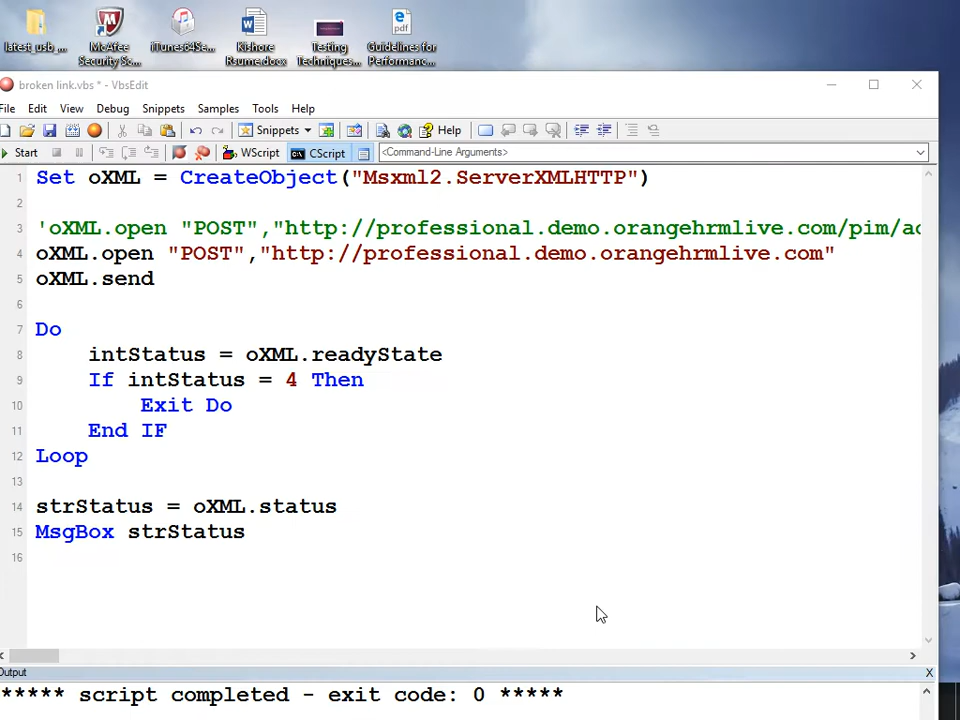 latest_usb_... McAfee Security Sc... iTunes64Se... Kishore Rsume.docx Testing Techniques... pdf Guidelines for Performanc...
broken link.vbs * - VbsEdit
File Edit View Debug Snippets Samples Tools Help
Snippets Help
Start WScript CScript <Command-Line Arguments>
1 Set oXML = CreateObject("Msxml2.ServerXMLHTTP")
2
3 'oXML.open "POST","http://professional.demo.orangehrmlive.com/pim/ac
4 oXML.open "POST","http://professional.demo.orangehrmlive.com"
5 oXML.send
6
7 Do
8 intStatus = oXML.readyState
9 If intStatus = 4 Then
10 Exit Do
11 End IF
12 Loop
13
14 strStatus = oXML.status
15 MsgBox strStatus
16
Output X
***** script completed - exit code: 0 *****